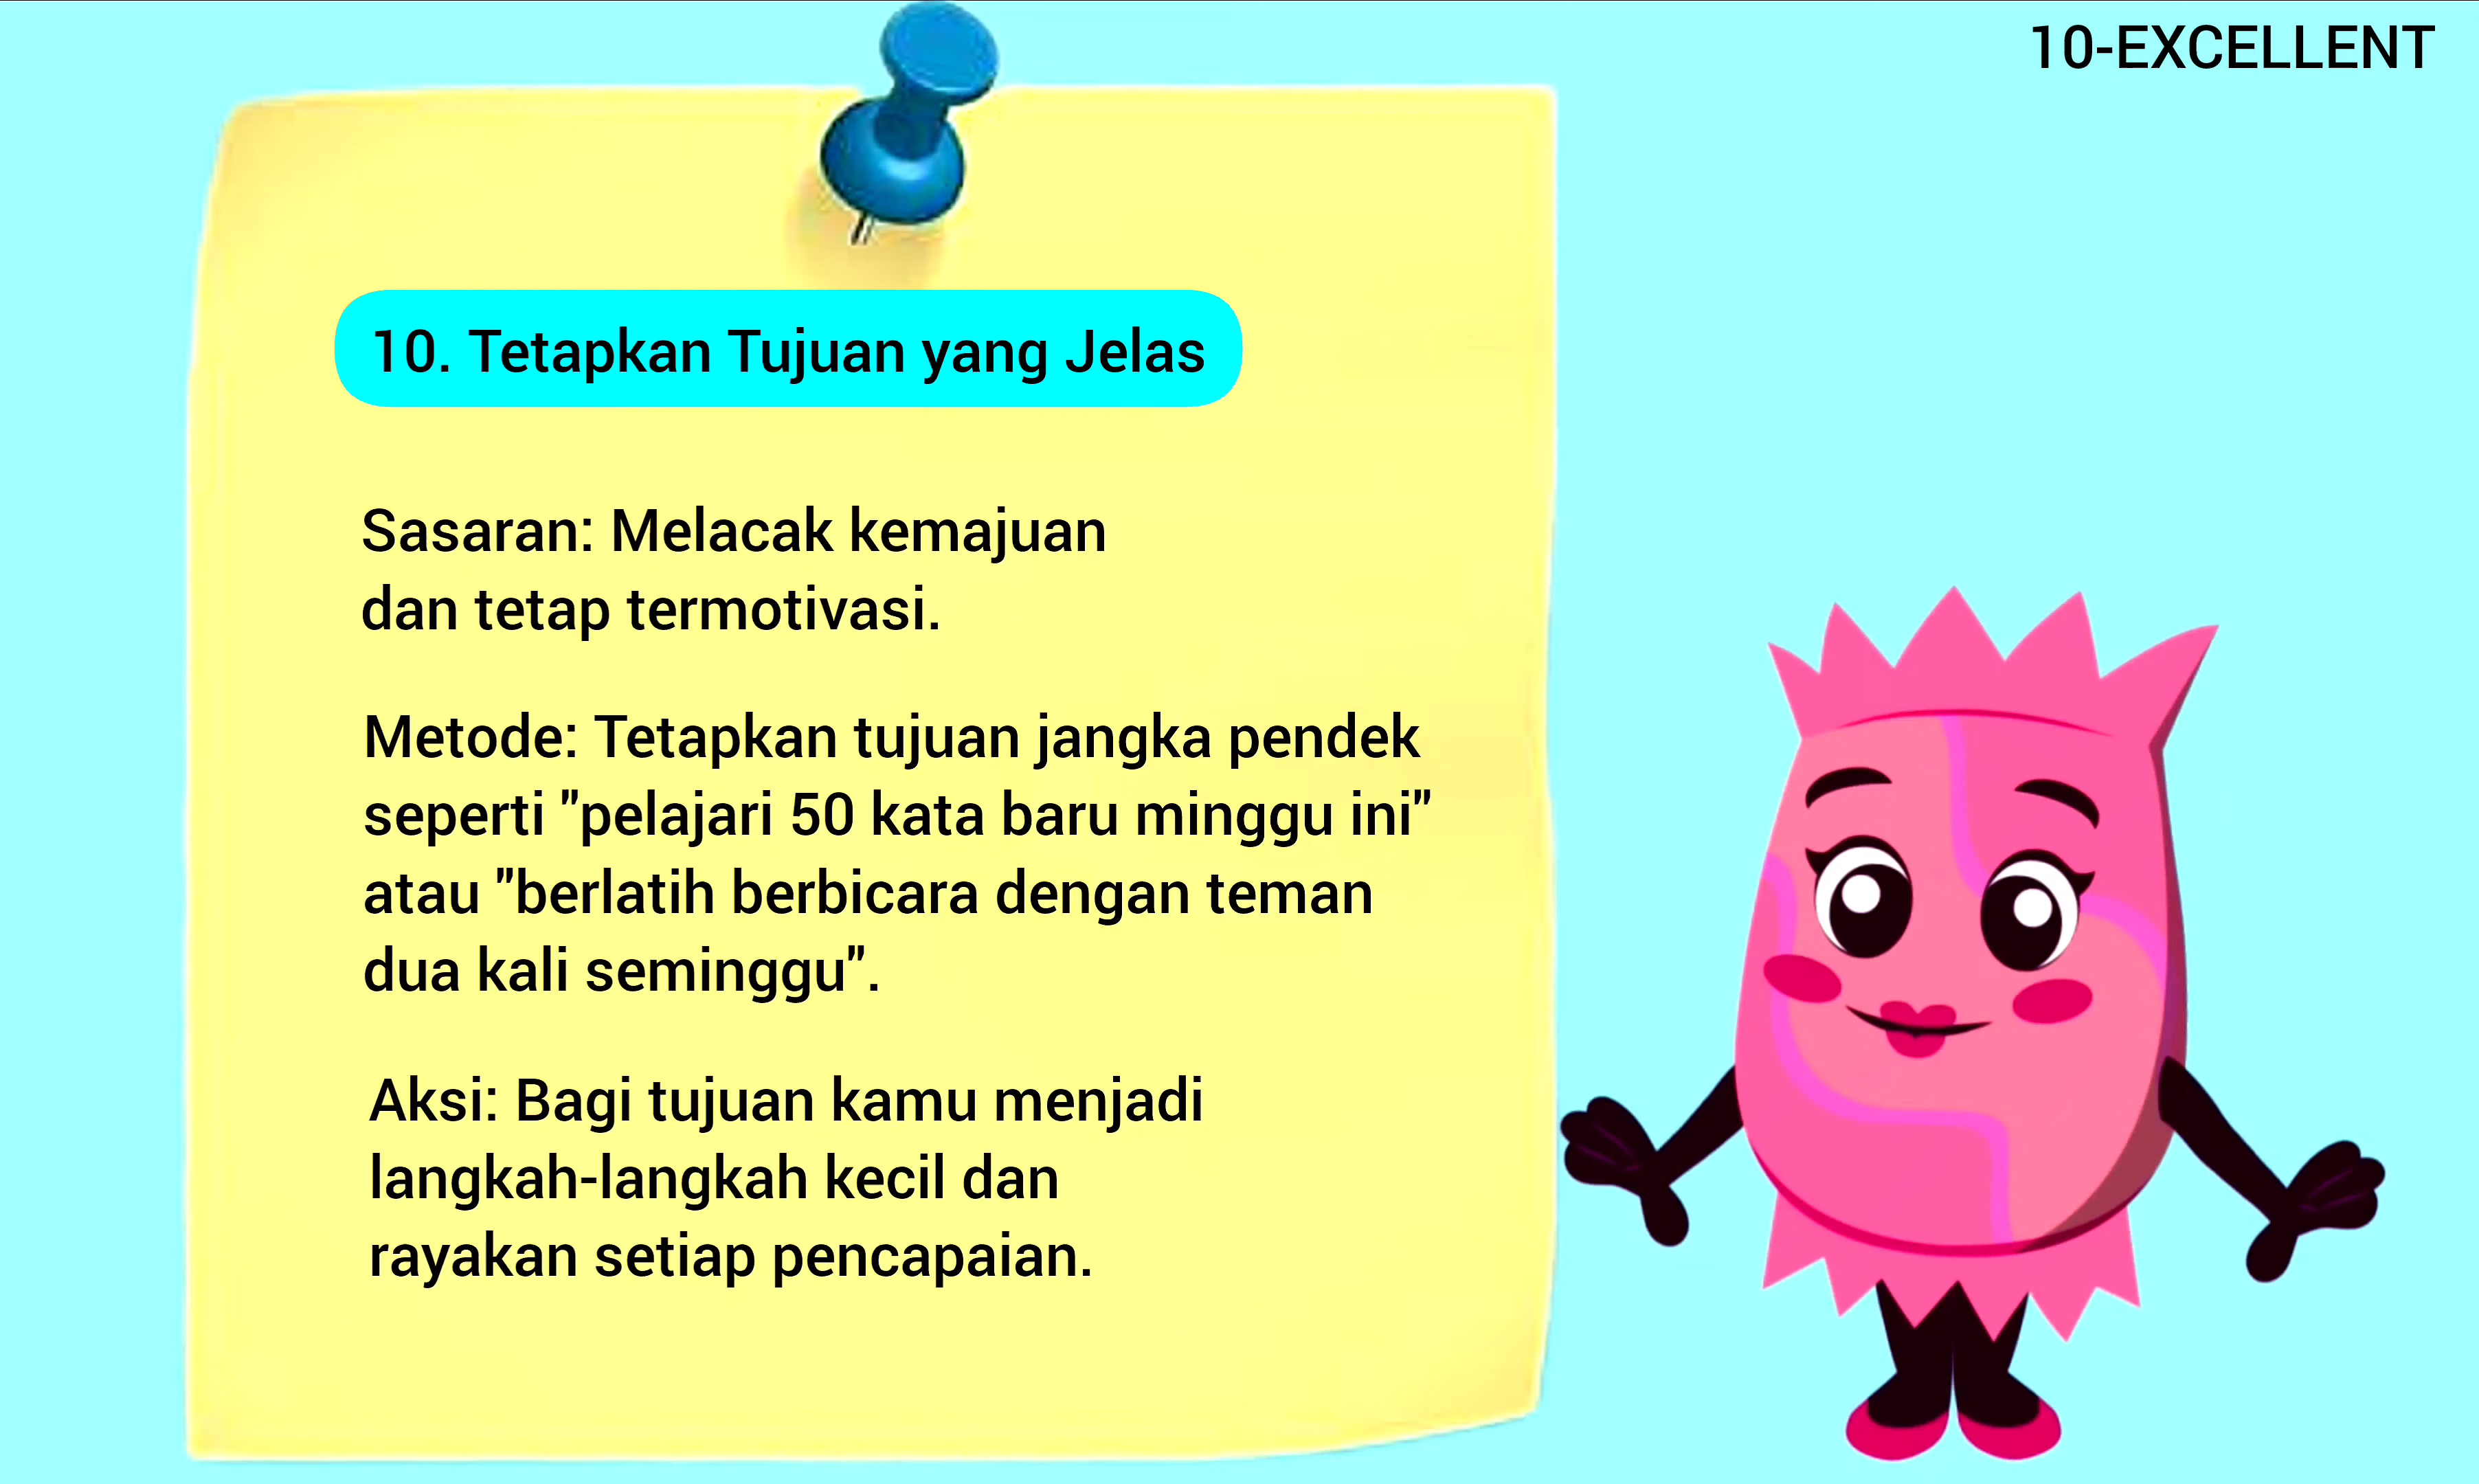 10-EXCELLENT
10. Tetapkan Tujuan yang Jelas
Sasaran: Melacak kemajuan
dan tetap termotivasi.
Metode: Tetapkan tujuan jangka pendek
seperti "pelajari 50 kata baru minggu ini"
atau "berlatih berbicara dengan teman
dua kali seminggu".
Aksi: Bagi tujuan kamu menjadi
langkah-langkah kecil dan
rayakan setiap pencapaian.